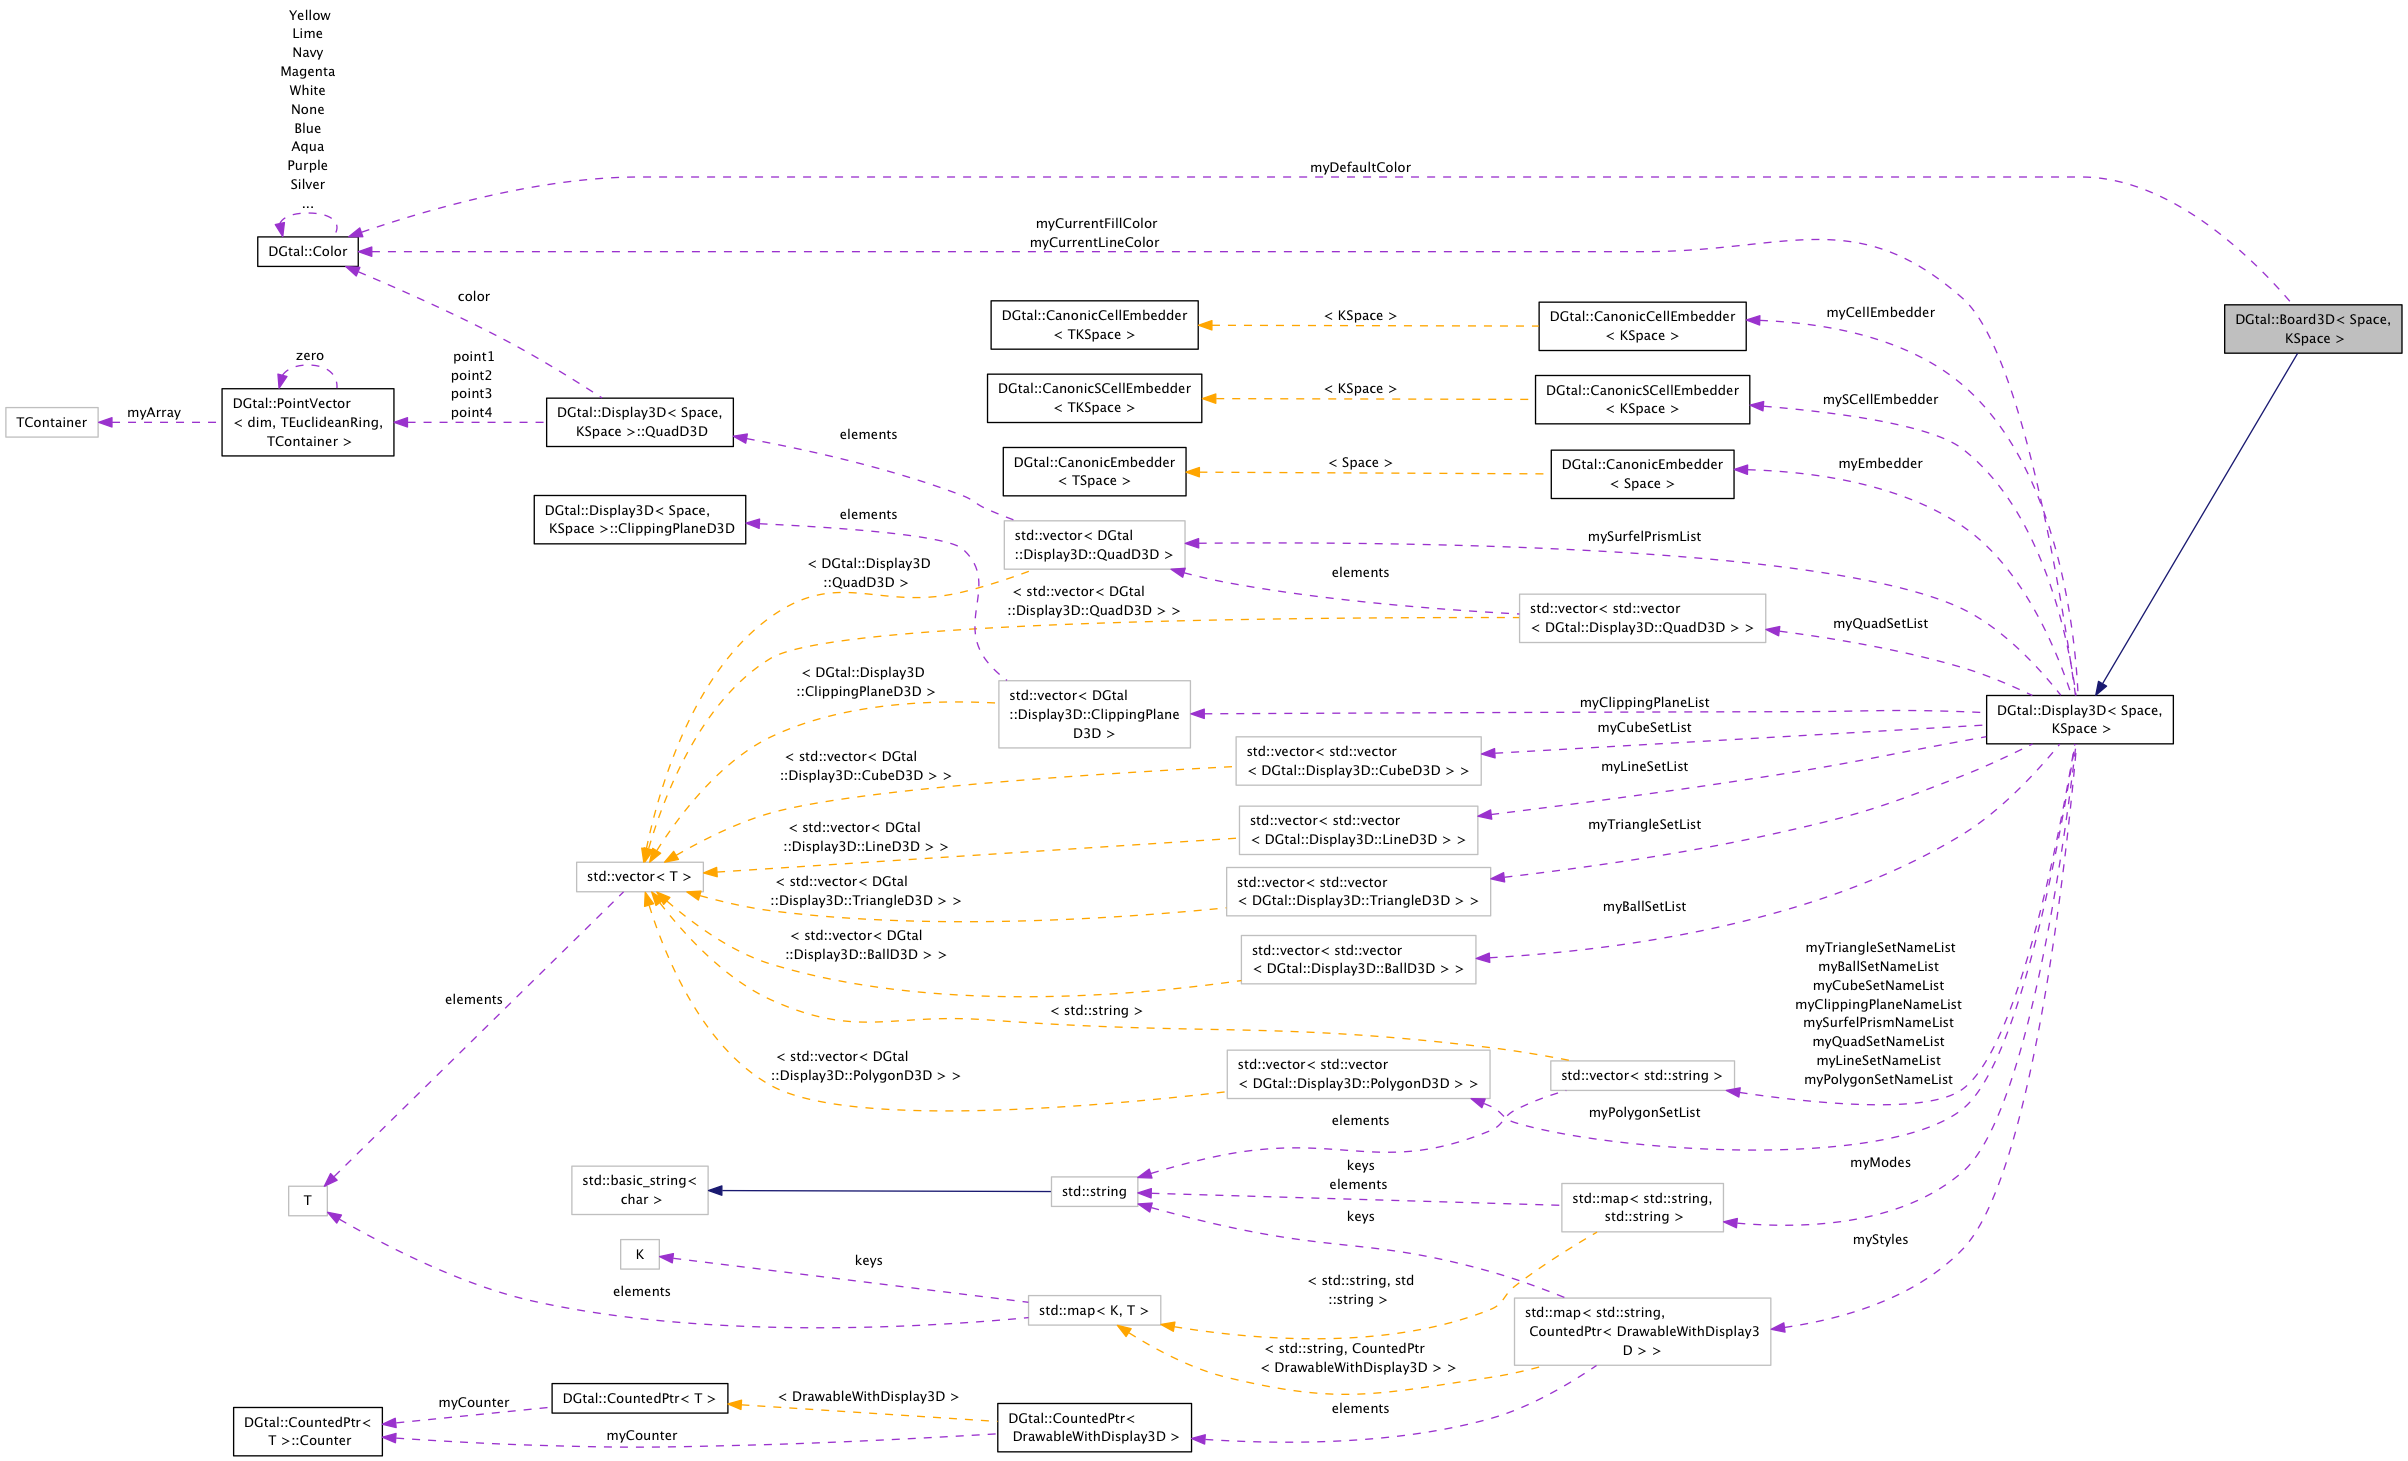 Yellow
Lime
Navy
Magenta
White
None
Blue
Aqua
Purple
Silver
...
DGtal::Color
myDefaultColor
myCurrentFillColor
myCurrentLineColor
color
DGtal::Board3D< Space,
KSpace >
DGtal::CanonicCellEmbedder
< TKSpace >
< KSpace >
DGtal::CanonicCellEmbedder
< KSpace >
myCellEmbedder
zero
DGtal::PointVector
< dim, TEuclideanRing,
TContainer >
TContainer
myArray
point1
point2
point3
point4
DGtal::Display3D< Space,
KSpace >::QuadD3D
DGtal::CanonicSCellEmbedder
< TKSpace >
< KSpace >
DGtal::CanonicSCellEmbedder
< KSpace >
mySCellEmbedder
elements
DGtal::CanonicEmbedder
< TSpace >
< Space >
DGtal::CanonicEmbedder
< Space >
myEmbedder
DGtal::Display3D< Space,
KSpace >::ClippingPlaneD3D
elements
std::vector< DGtal
::Display3D::QuadD3D >
mySurfelPrismList
elements
< DGtal::Display3D
::QuadD3D >
< std::vector< DGtal
::Display3D::QuadD3D > >
std::vector< std::vector
< DGtal::Display3D::QuadD3D > >
myQuadSetList
< DGtal::Display3D
::ClippingPlaneD3D >
std::vector< DGtal
::Display3D::ClippingPlane
D3D >
myClippingPlaneList
DGtal::Display3D< Space,
KSpace >
myCubeSetList
< std::vector< DGtal
::Display3D::CubeD3D > >
std::vector< std::vector
< DGtal::Display3D::CubeD3D > >
myLineSetList
< std::vector< DGtal
::Display3D::LineD3D > >
std::vector< std::vector
< DGtal::Display3D::LineD3D > >
myTriangleSetList
std::vector< T >
< std::vector< DGtal
::Display3D::TriangleD3D > >
std::vector< std::vector
< DGtal::Display3D::TriangleD3D > >
myBallSetList
< std::vector< DGtal
::Display3D::BallD3D > >
std::vector< std::vector
< DGtal::Display3D::BallD3D > >
myTriangleSetNameList
myBallSetNameList
myCubeSetNameList
myClippingPlaneNameList
mySurfelPrismNameList
myQuadSetNameList
myLineSetNameList
myPolygonSetNameList
elements
< std::string >
< std::vector< DGtal
::Display3D::PolygonD3D > >
std::vector< std::vector
< DGtal::Display3D::PolygonD3D > >
std::vector< std::string >
myPolygonSetList
elements
T
std::basic_string<
char >
std::string
keys
elements
keys
std::map< std::string,
std::string >
myModes
K
keys
elements
std::map< K, T >
< std::string, std
::string >
myStyles
std::map< std::string,
CountedPtr< DrawableWithDisplay3
D > >
< std::string, CountedPtr
< DrawableWithDisplay3D > >
elements
DGtal::CountedPtr<
T >::Counter
myCounter
DGtal::CountedPtr< T >
< DrawableWithDisplay3D >
myCounter
DGtal::CountedPtr<
DrawableWithDisplay3D >